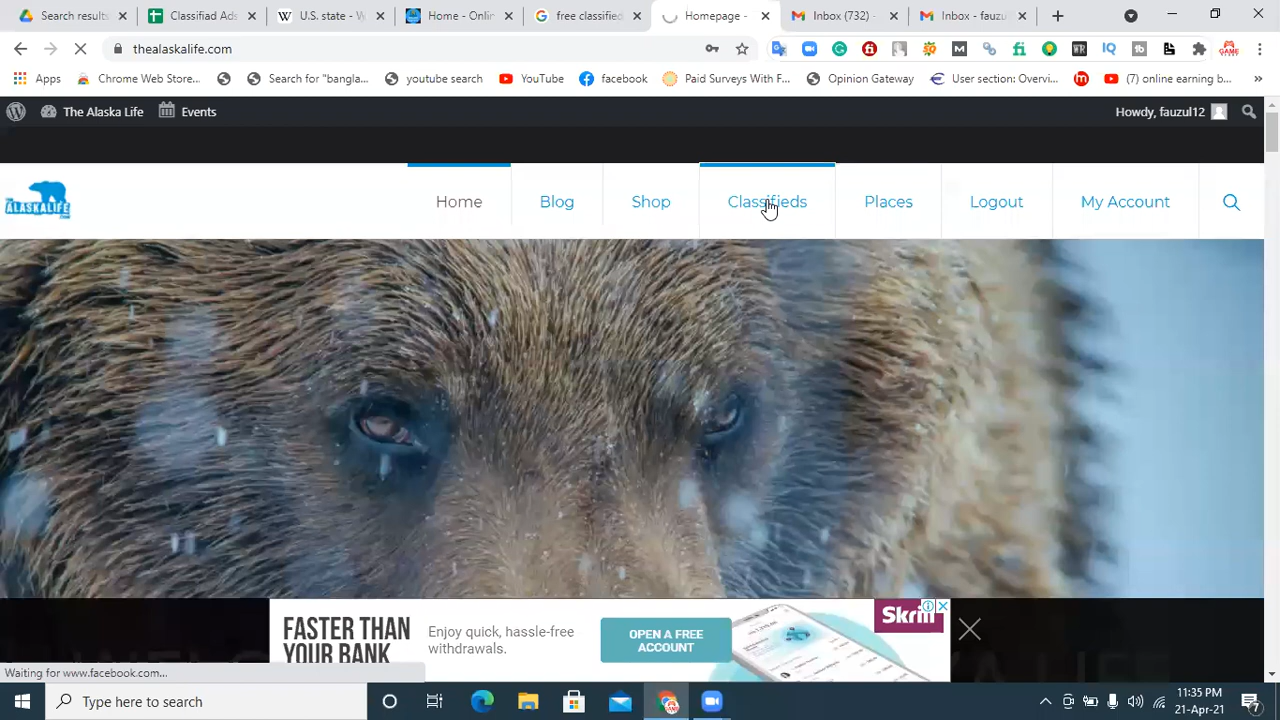 Search results
Classifiad Ads
U.S. state - W
Home - Onlin
free classified
Homepage -
Inbox (732) -
Inbox - fauzul
thealaskalife.com
Apps
Chrome Web Store...
Search for "bangla...
youtube search
YouTube
facebook
Paid Surveys With F...
Opinion Gateway
User section: Overvi...
(7) online earning b...
The Alaska Life
Events
Howdy, fauzul12
THE
ALASKALIFE
.com
Home
Blog
Shop
Classifieds
Places
Logout
My Account
FASTER THAN
YOUR BANK
Enjoy quick, hassle-free
withdrawals.
OPEN A FREE
ACCOUNT
Skrill
Waiting for www.facebook.com...
Type here to search
11:35 PM
21-Apr-21